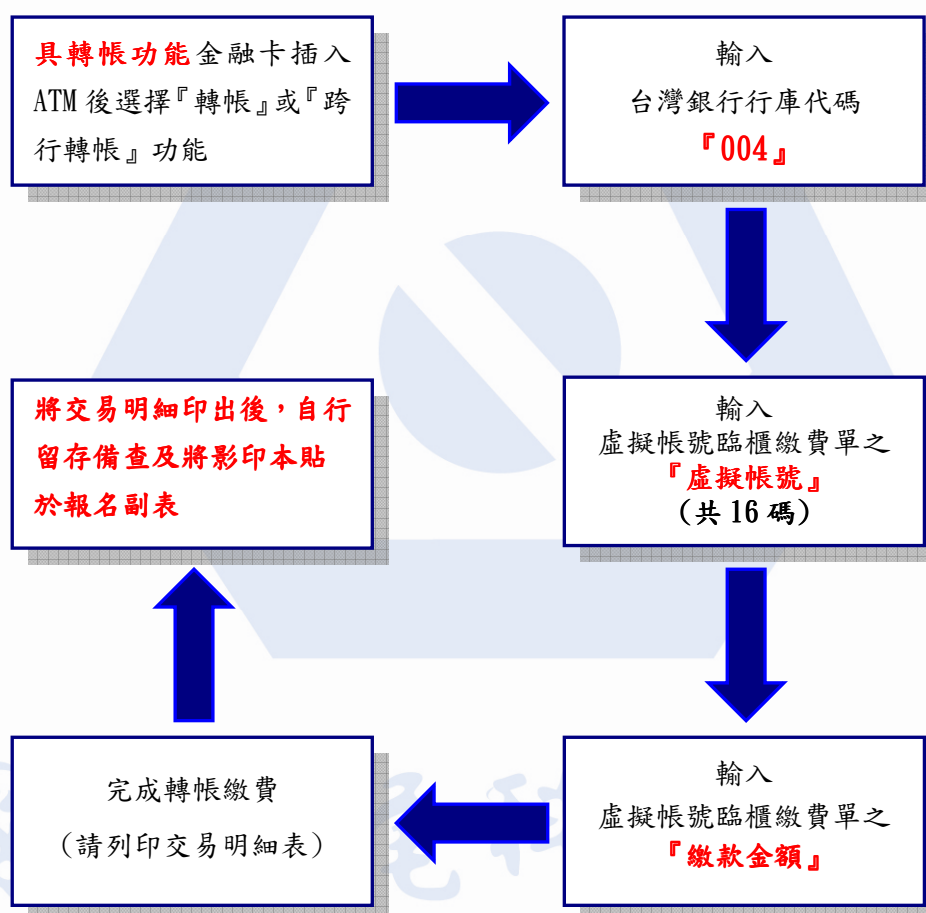 具轉帳功能金融卡插入
ATM 後選擇『轉帳』或『跨
行轉帳』功能
輸入
台灣銀行行庫代碼
『004』
輸入
虛擬帳號臨櫃繳費單之
『虛擬帳號』
(共 16 碼)
輸入
虛擬帳號臨櫃繳費單之
『繳款金額』
完成轉帳繳費
(請列印交易明細表)
將交易明細印出後，自行
留存備查及將影印本貼
於報名副表